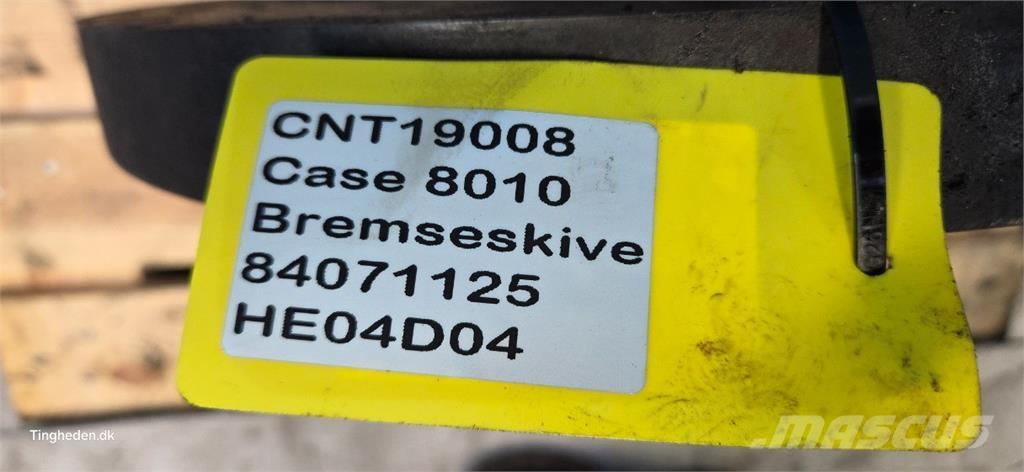 CNT19008
Case 8010
Bremseskive
84071125
HE04D04
Tingheden.dk
MASCUS